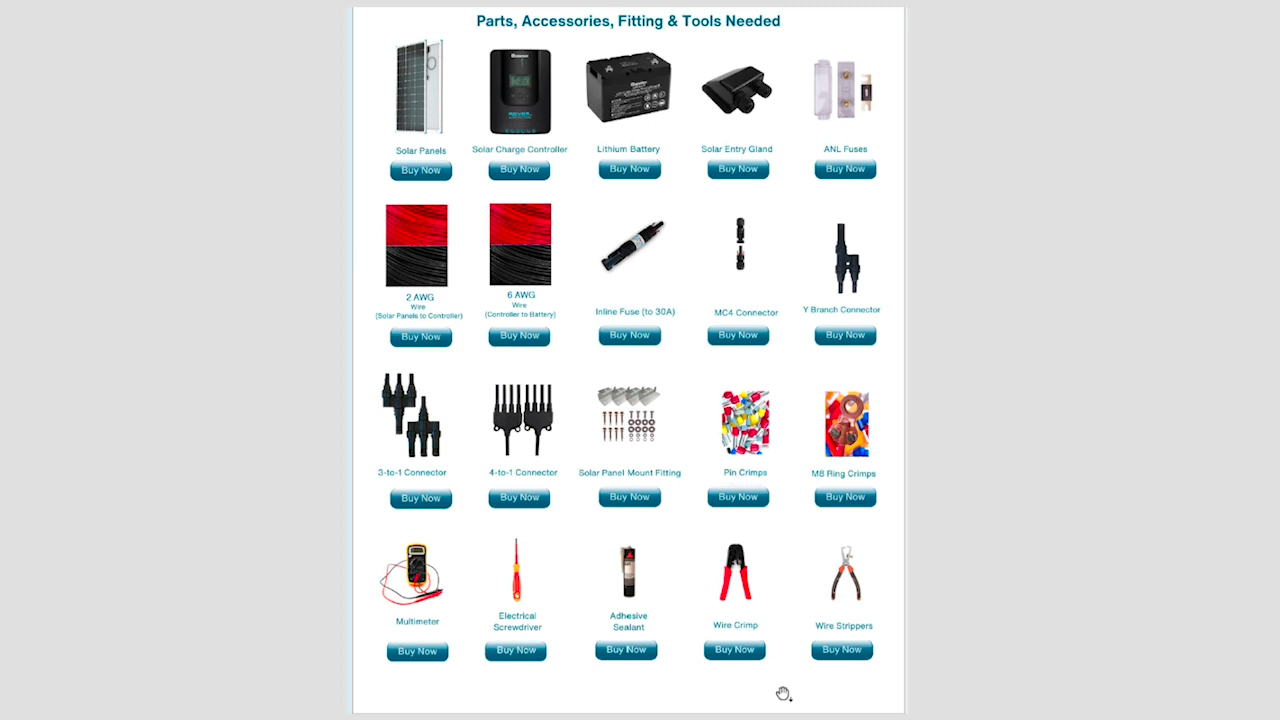 Parts, Accessories, Fitting & Tools Needed
Solar Panels
Buy Now
Solar Charge Controller
Buy Now
Lithium Battery
Buy Now
Solar Entry Gland
Buy Now
ANL Fuses
Buy Now
2 AWG
Wire
(Solar Panels to Controller)
Buy Now
6 AWG
Wire
(Controller to Battery)
Buy Now
Inline Fuse (to 30A)
Buy Now
MC4 Connector
Buy Now
Y Branch Connector
Buy Now
3-to-1 Connector
Buy Now
4-to-1 Connector
Buy Now
Solar Panel Mount Fitting
Buy Now
Pin Crimps
Buy Now
M8 Ring Crimps
Buy Now
Multimeter
Buy Now
Electrical
Screwdriver
Buy Now
Adhesive
Sealant
Buy Now
Wire Crimp
Buy Now
Wire Strippers
Buy Now